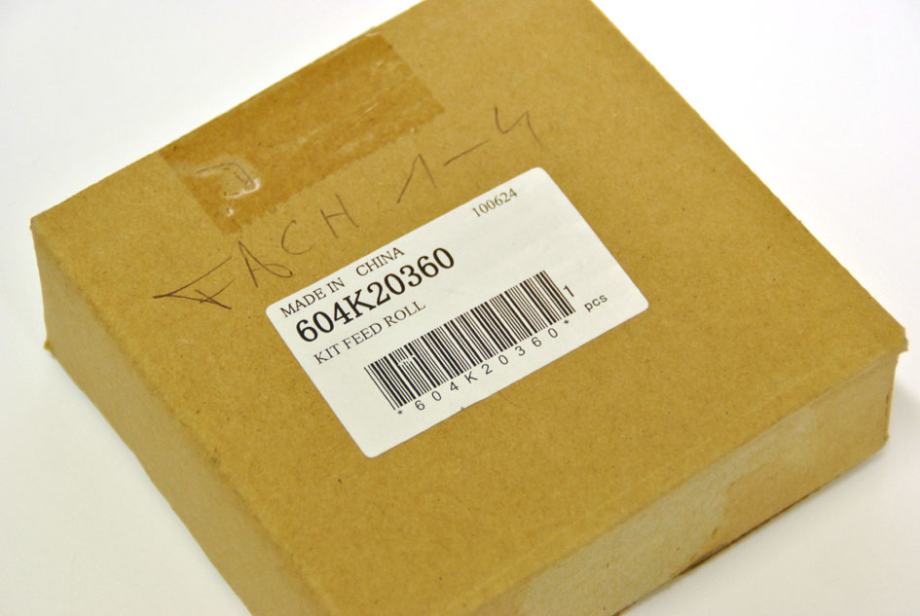 FACH 1-4
100624
MADE IN CHINA
604K20360
KIT FEED ROLL
1 pcs
*604K20360*